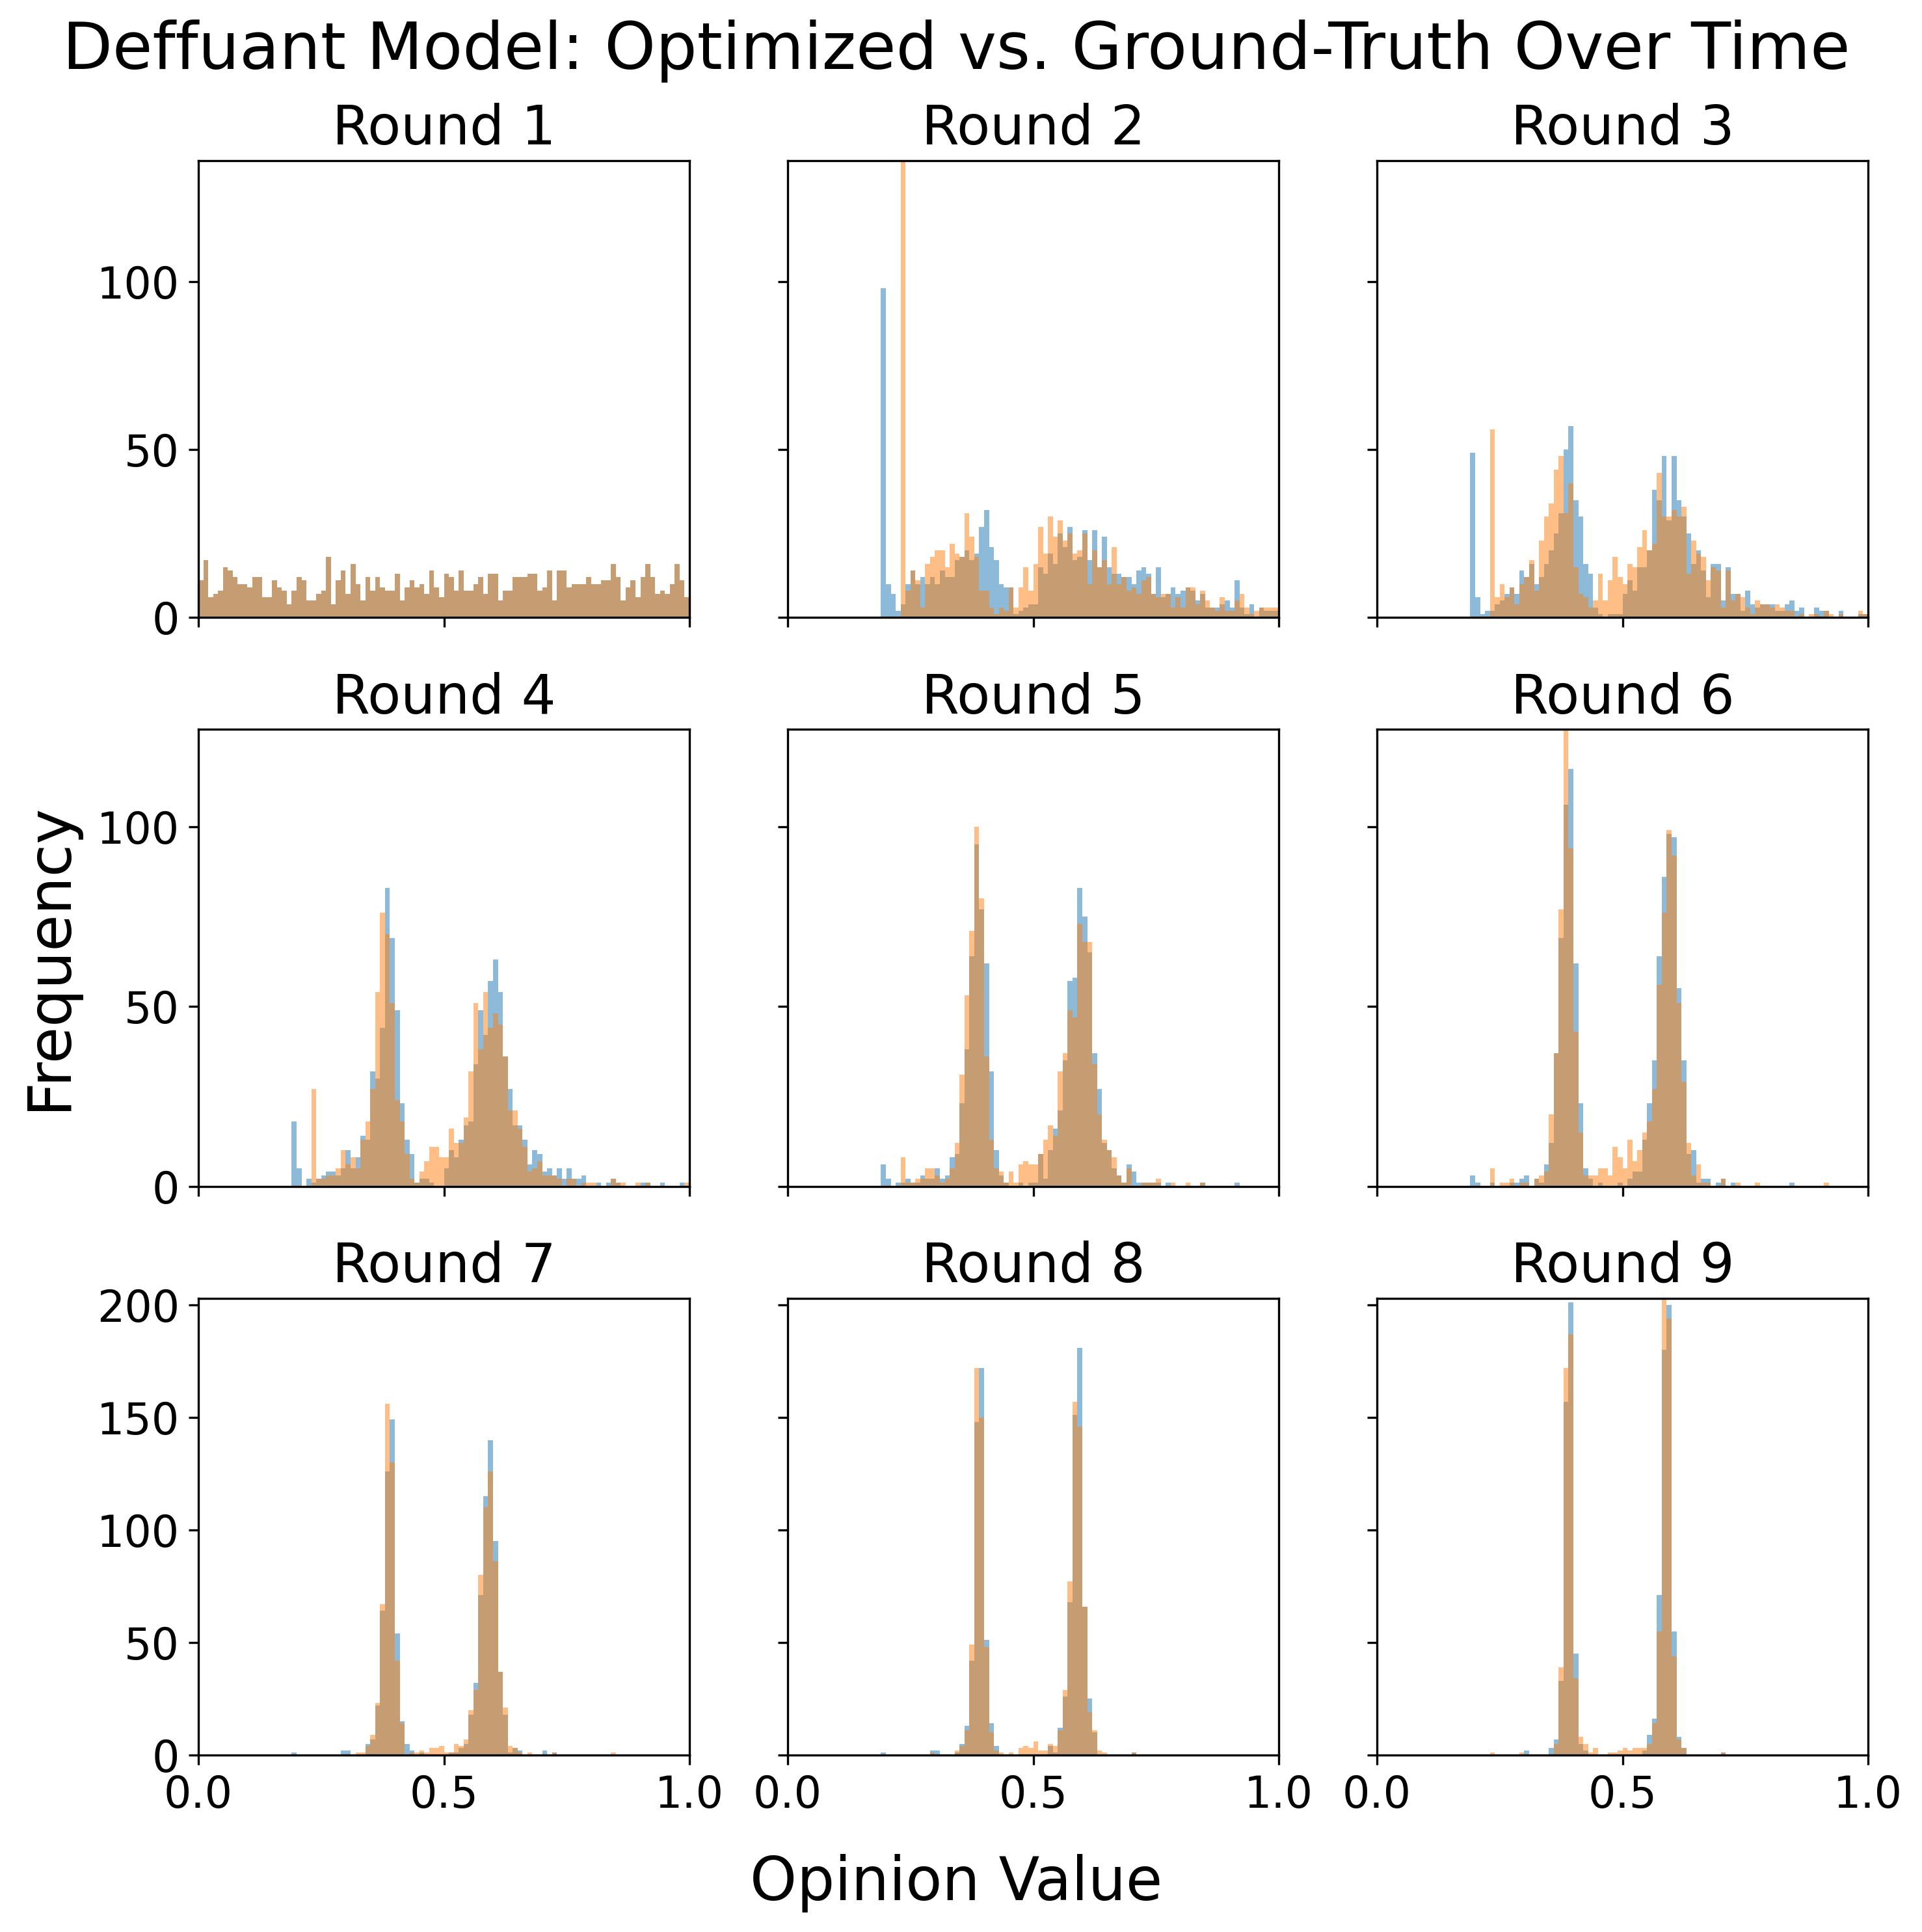 Deffuant Model: Optimized vs. Ground-Truth Over Time
Round 1
Round 2
Round 3
100
50
0
Round 4
Round 5
Round 6
Frequency
100
50
0
Round 7
Round 8
Round 9
200
150
100
50
0
0.0 0.5 1.0
0.0 0.5 1.0
0.0 0.5 1.0
Opinion Value